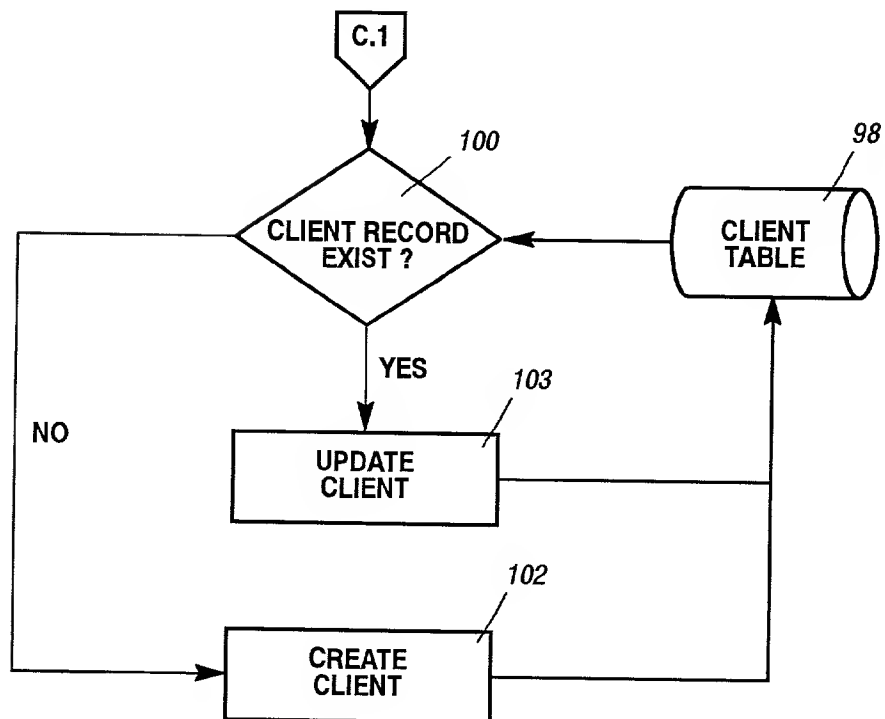 C.1
100
98
CLIENT RECORD
EXIST ?
CLIENT
TABLE
YES
103
NO
UPDATE
CLIENT
102
CREATE
CLIENT